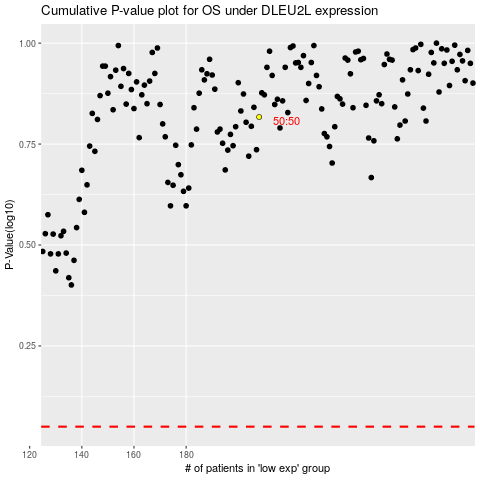 Cumulative P-value plot for OS under DLEU2L expression
1.00
0.75
0.50
0.25
P-Value(log10)
50:50
120 140 160 180
# of patients in 'low exp' group